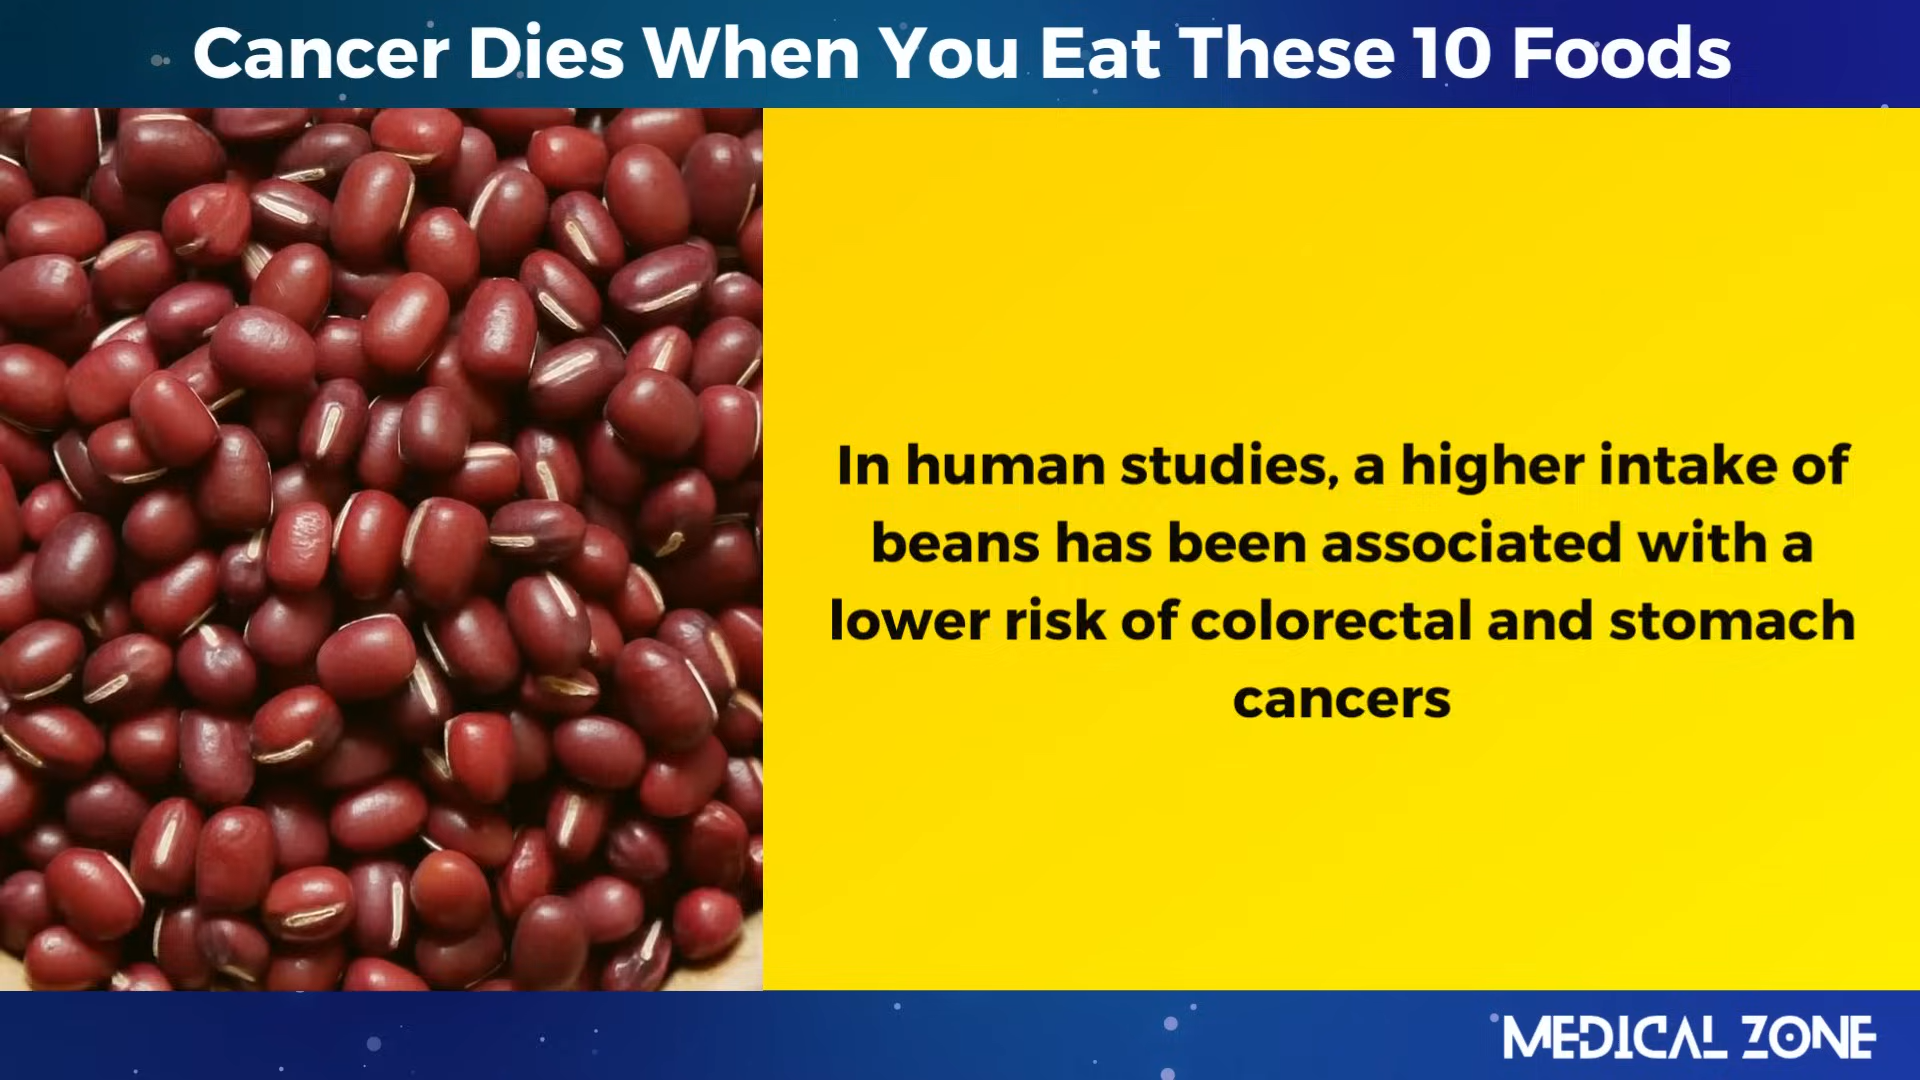 Cancer Dies When You Eat These 10 Foods
In human studies, a higher intake of
beans has been associated with a
lower risk of colorectal and stomach
cancers
MEDICAL ZONE